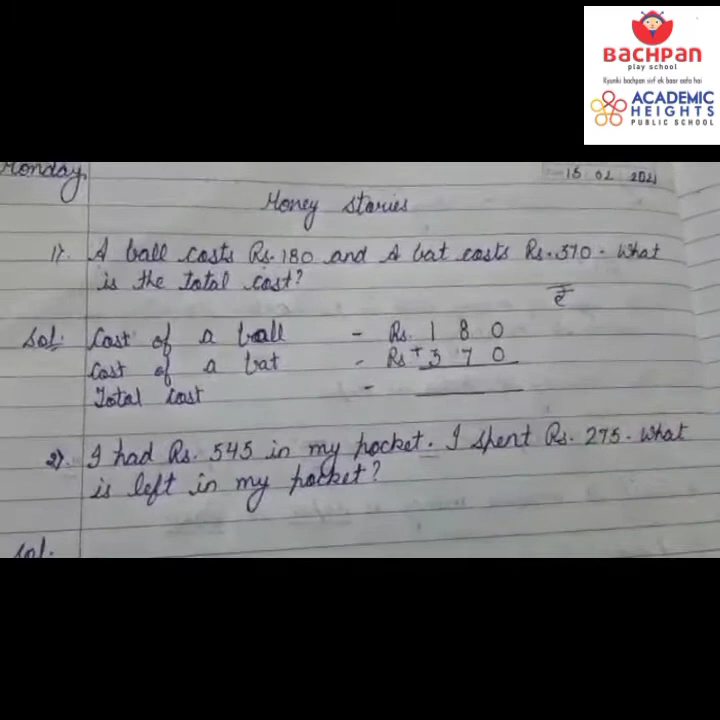 BACHPAN
play school
Kyunki bachpan sirf ek baar aata hai
ACADEMIC
HEIGHTS
PUBLIC SCHOOL
Monday
15 02 2021
Money stories
1). A ball costs Rs. 180 and A bat costs Rs. 370. What
is the total cost?
₹
Sol: Cost of a ball - Rs. 1 8 0
Cost of a bat - Rs + 3 7 0
Total cost -
2). I had Rs. 545 in my pocket. I spent Rs. 275. What
is left in my pocket?
Sol.